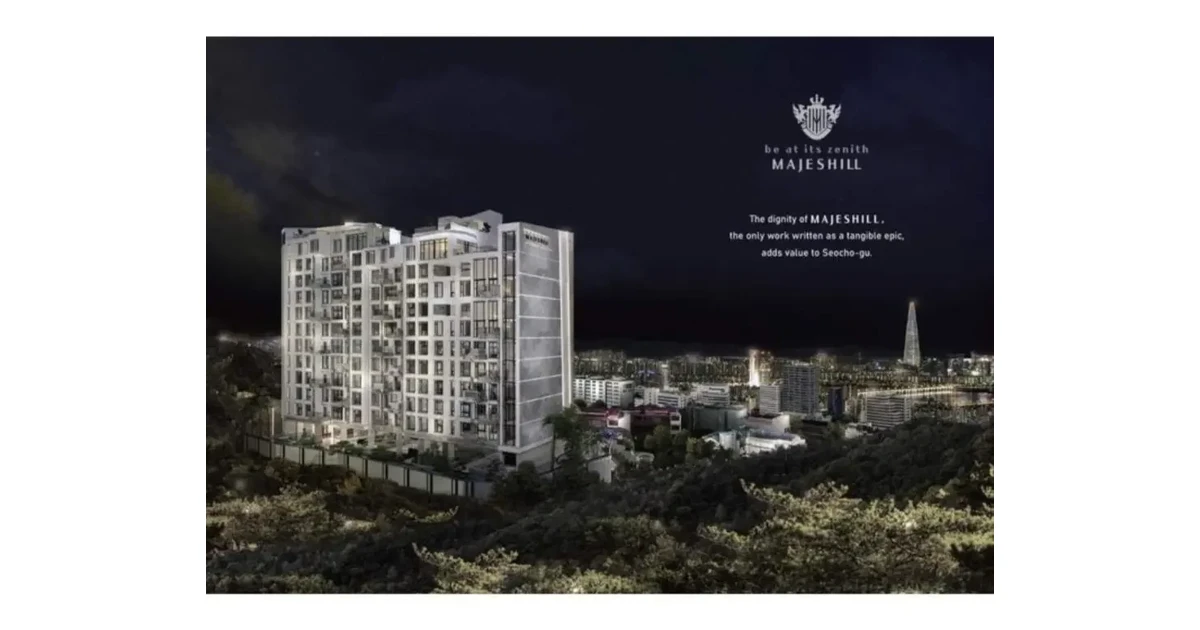 be at its zenith
MAJESHILL
The dignity of MAJESHILL,
the only work written as a tangible epic,
adds value to Seocho-gu.